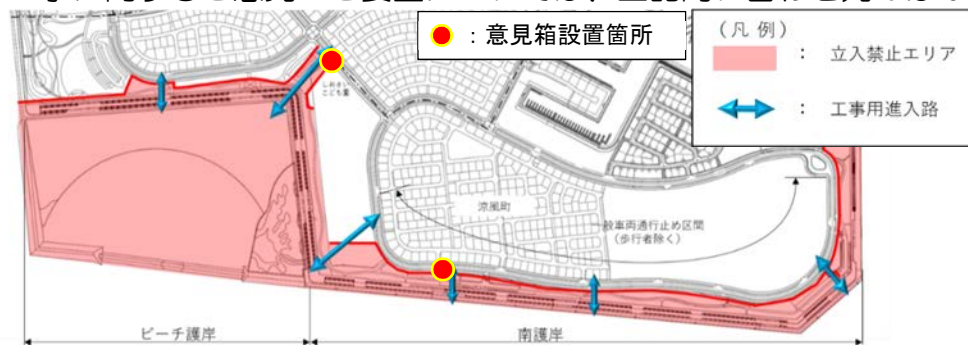 ：意見箱設置箇所
（凡 例）
： 立入禁止エリア
： 工事用進入路
涼風町
一般車両通行止め区間
（歩行者除く）
ビーチ護岸
南護岸